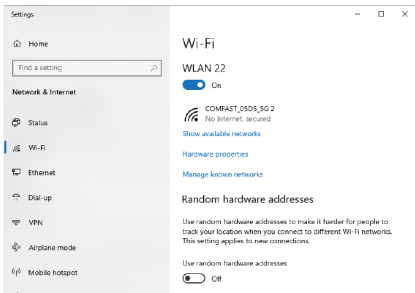 Settings
Home
Find a setting
Network & Internet
Status
Wi-Fi
Ethernet
Dial-up
VPN
Airplane mode
Mobile hotspot
Wi-Fi
WLAN 22
On
COMFAST_05D5_5G 2
No Internet, secured
Show available networks
Hardware properties
Manage known networks
Random hardware addresses
Use random hardware addresses to make it harder for people to
track your location when you connect to different Wi-Fi networks.
This setting applies to new connections.
Use random hardware addresses
Off